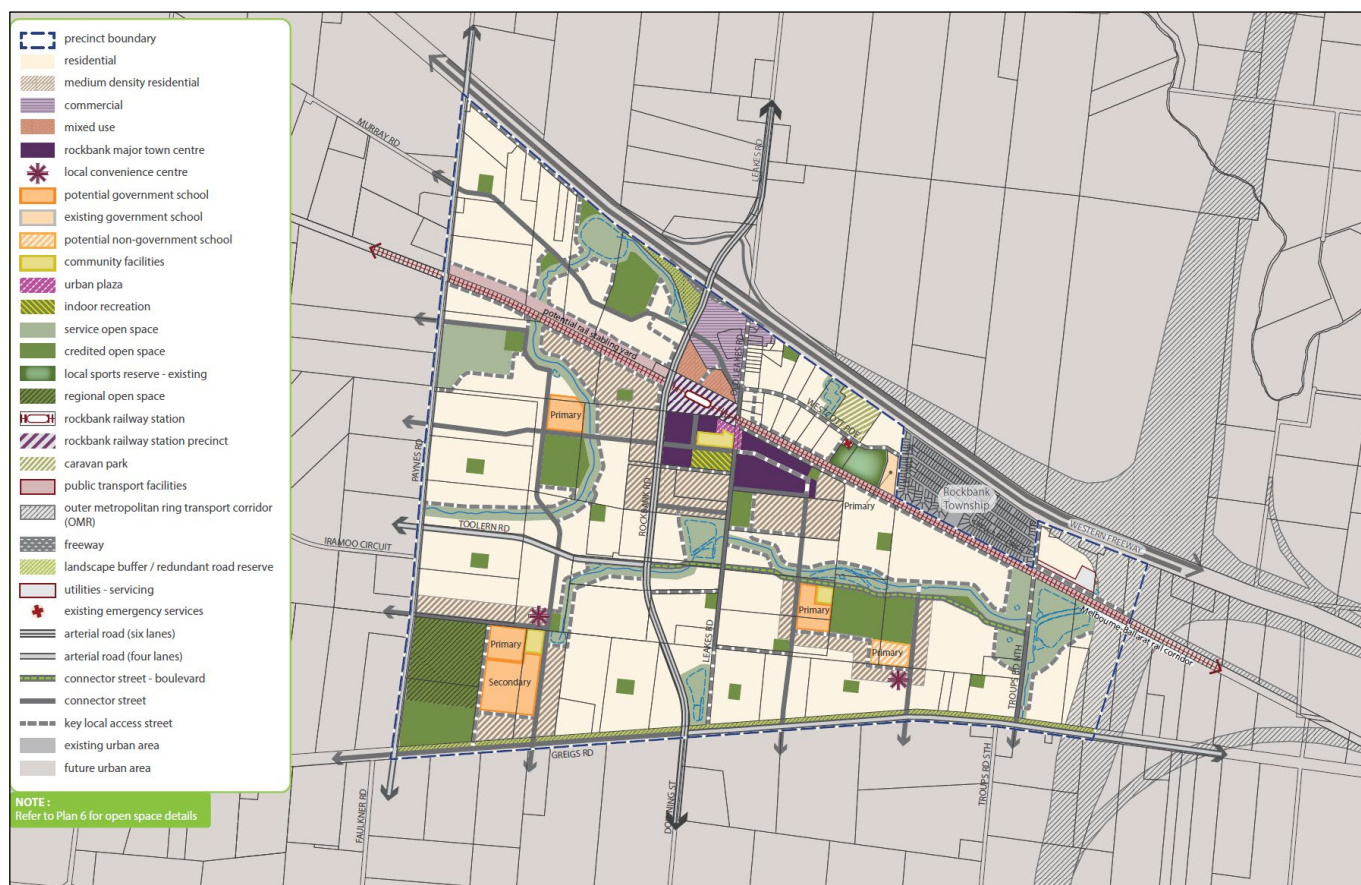 precinct boundary
residential
medium density residential
commercial
mixed use
rockbank major town centre
local convenience centre
potential government school
existing government school
potential non-government school
community facilities
urban plaza
indoor recreation
service open space
credited open space
local sports reserve - existing
regional open space
rockbank railway station
rockbank railway station precinct
caravan park
public transport facilities
outer metropolitan ring transport corridor
(OMR)
freeway
landscape buffer / redundant road reserve
utilities - servicing
existing emergency services
arterial road (six lanes)
arterial road (four lanes)
connector street - boulevard
connector street
key local access street
existing urban area
future urban area
NOTE :
Refer to Plan 6 for open space details
MURRAY RD
LEAKES RD
potential rail stabling yard
OLD LEAKES RD
WESTCOTT PDE
Primary
PAYNES RD
ROCKBANK RD
Primary
Rockbank
Township
WESTERN FREEWAY
TOOLERN RD
IRAMOO CIRCUIT
Melbourne-Ballarat rail corridor
Primary
Primary
Primary
Secondary
LEAKES RD
TROUPS RD NTH
GREIGS RD
FAULKNER RD
DOWNING ST
TROUPS RD STH